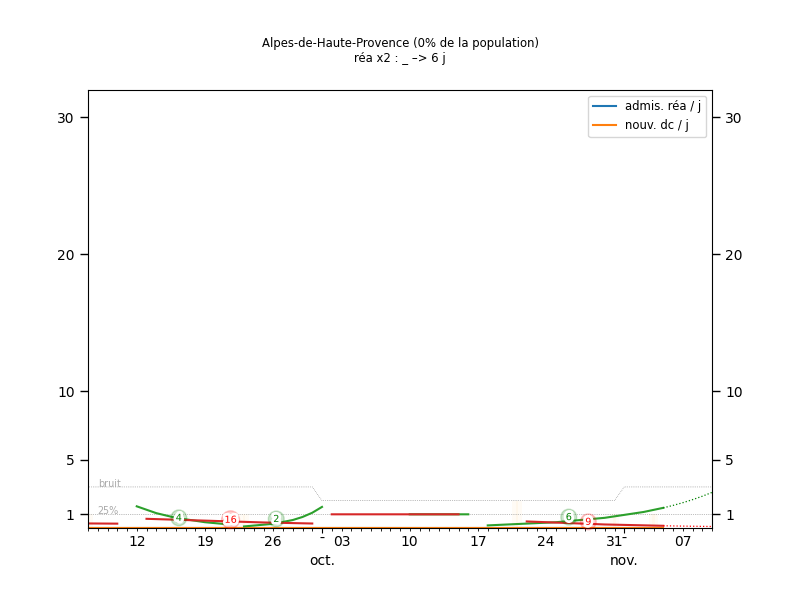 Alpes-de-Haute-Provence (0% de la population)
réa x2 : _ –> 6 j
admis. réa / j
nouv. dc / j
30 30
20 20
10 10
5 5
1 1
bruit
25%
4 16 2 6 9
12 19 26 - 03 10 17 24 31 - 07
oct. nov.